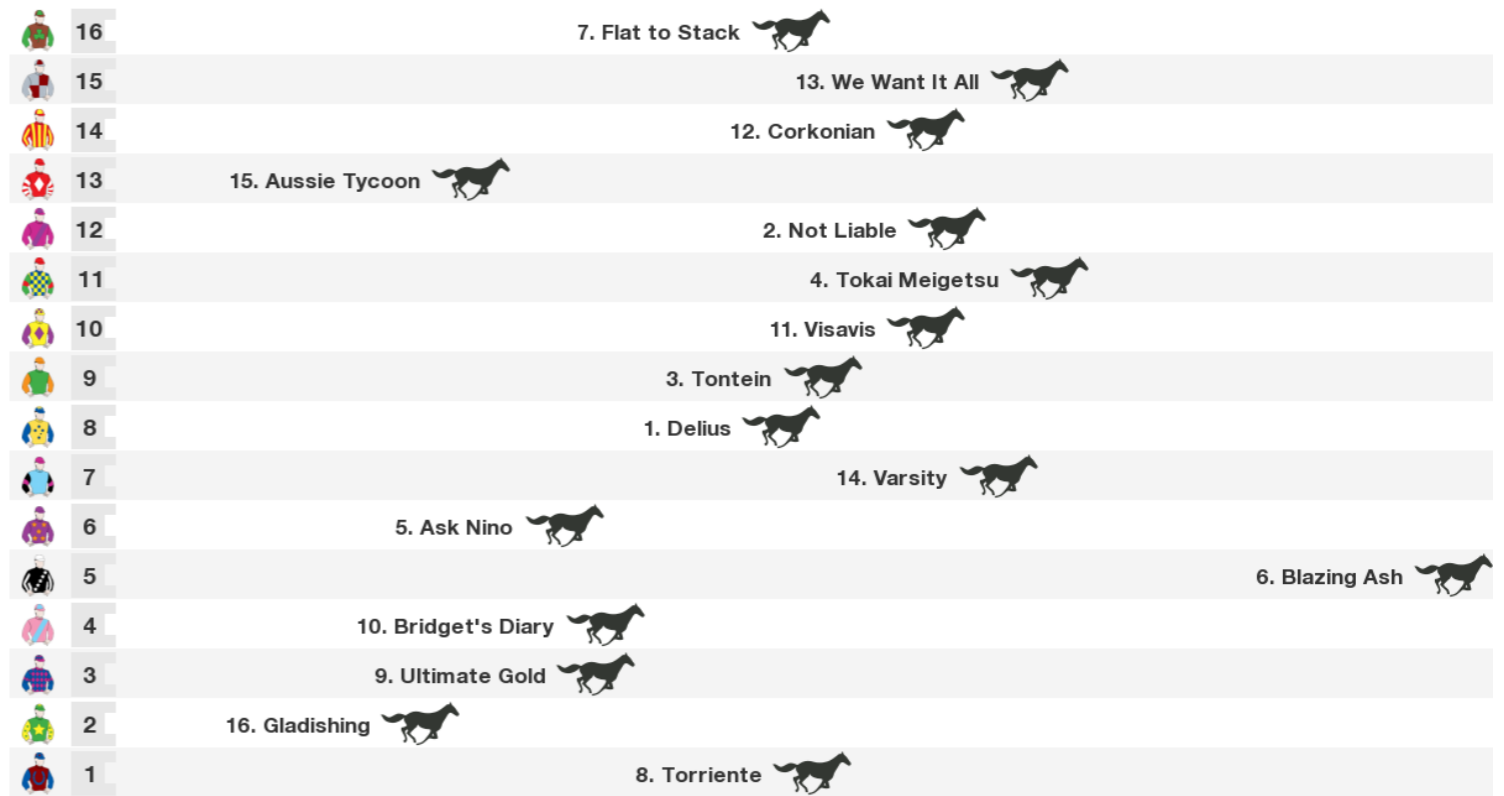 16 7. Flat to Stack
15 13. We Want It All
14 12. Corkonian
13 15. Aussie Tycoon
12 2. Not Liable
11 4. Tokai Meigetsu
10 11. Visavis
9 3. Tontein
8 1. Delius
7 14. Varsity
6 5. Ask Nino
5 6. Blazing Ash
4 10. Bridget's Diary
3 9. Ultimate Gold
2 16. Gladishing
1 8. Torriente